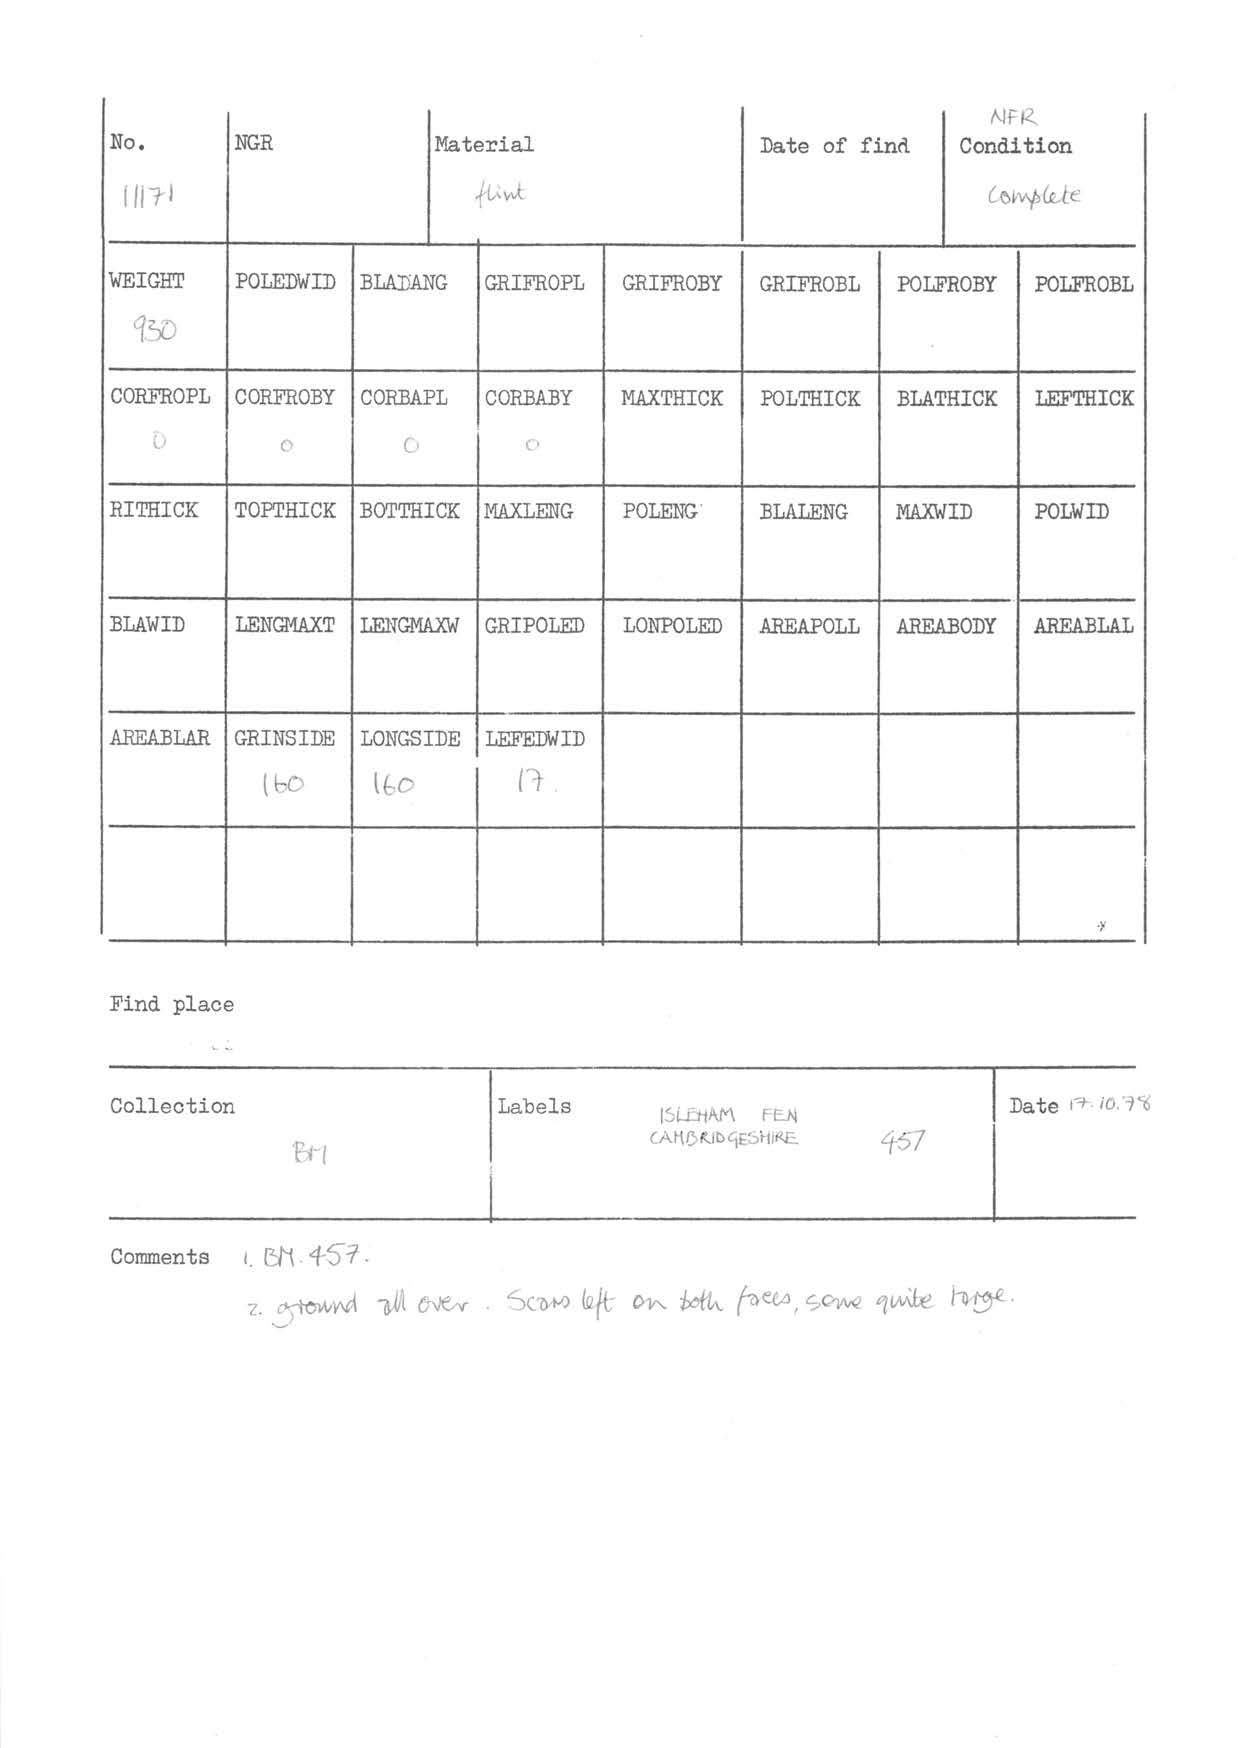 NFR
No. NGR Material Date of find Condition
11171 flint complete
WEIGHT POLEDWID BLADANG GRIFROPL GRIFROBY GRIFROBL POLFROBY POLFROBL
930
CORFROPL CORFROBY CORBAPL CORBABY MAXTHICK POLTHICK BLATHICK LEFTHICK
0 0 0 0
RITHICK TOPTHICK BOTTHICK MAXLENG POLENG BLALENG MAXWID POLWID
BLAWID LENGMAXT LENGMAXW GRIPOLED LONPOLED AREAPOLL AREABODY AREABLAL
AREABLAR GRINSIDE LONGSIDE LEFEDWID
160 160 17.
Find place
Collection Labels ISLEHAM FEN Date 17.10.78
BM CAMBRIDGESHIRE 457
Comments 1. BM.457.
2. ground all over. Scars left on both faces, some quite large.